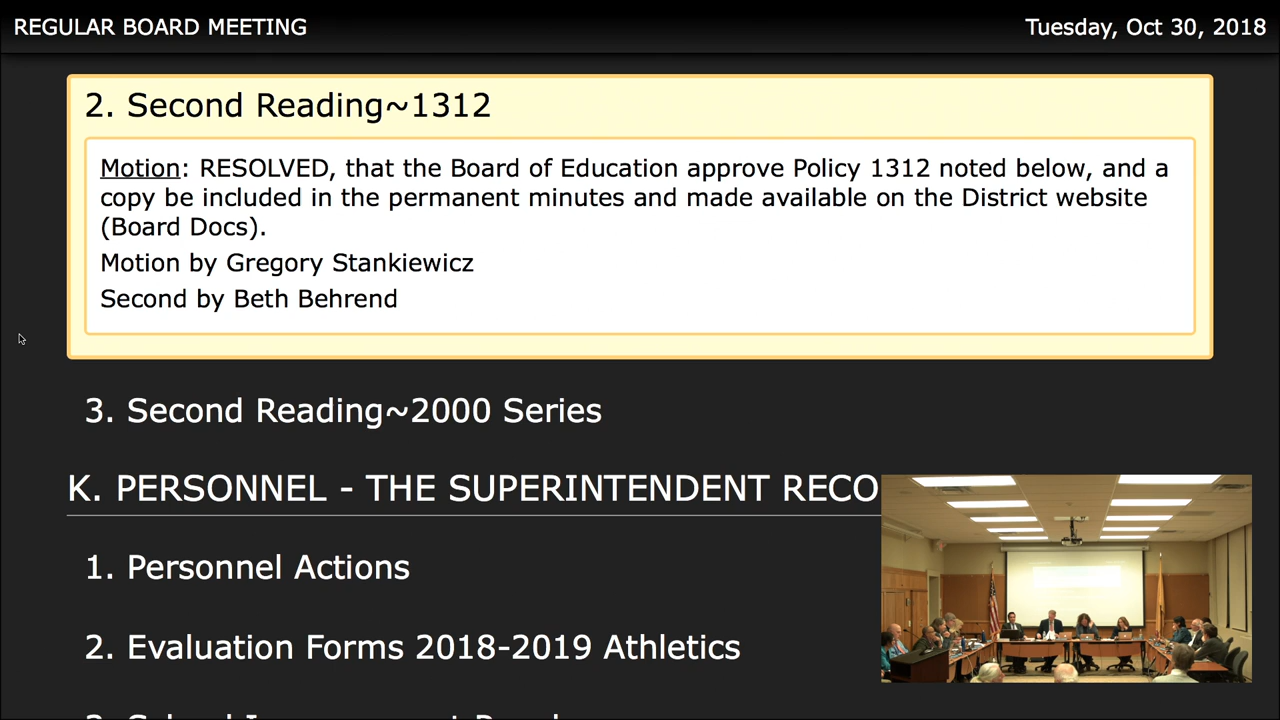 REGULAR BOARD MEETING
Tuesday, Oct 30, 2018
2. Second Reading~1312
Motion: RESOLVED, that the Board of Education approve Policy 1312 noted below, and a
copy be included in the permanent minutes and made available on the District website
(Board Docs).
Motion by Gregory Stankiewicz
Second by Beth Behrend
3. Second Reading~2000 Series
K. PERSONNEL - THE SUPERINTENDENT RECO
1. Personnel Actions
2. Evaluation Forms 2018-2019 Athletics